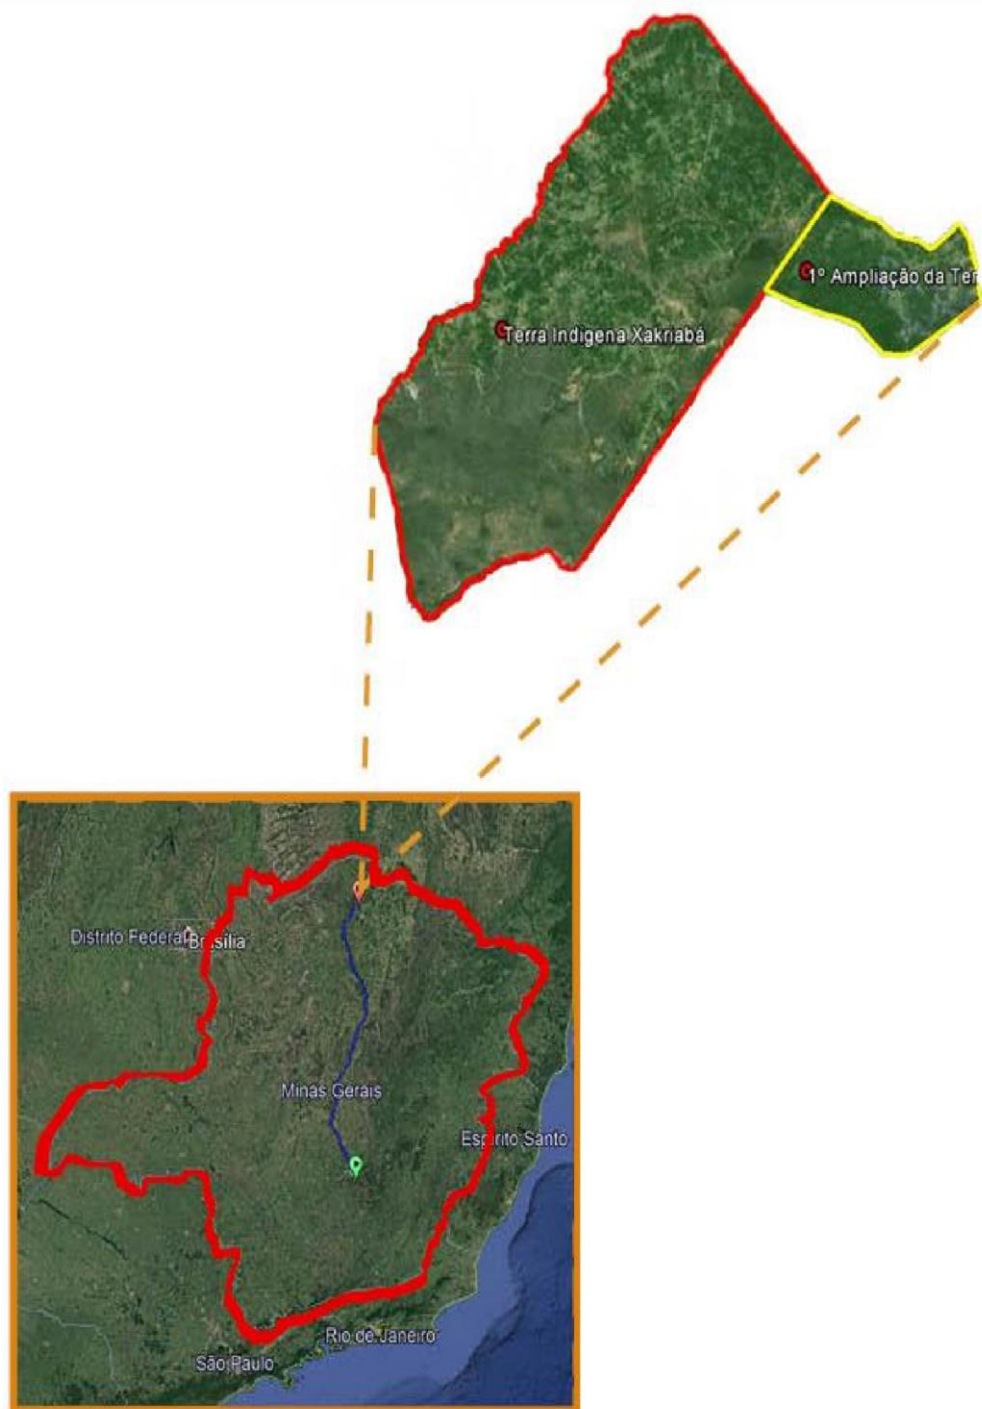 1º Ampliação da Ter
Terra Indigena Xakriabá
Distrito Federal
Brasília
Minas Gerais
Espírito Santo
Rio de Janeiro
São Paulo